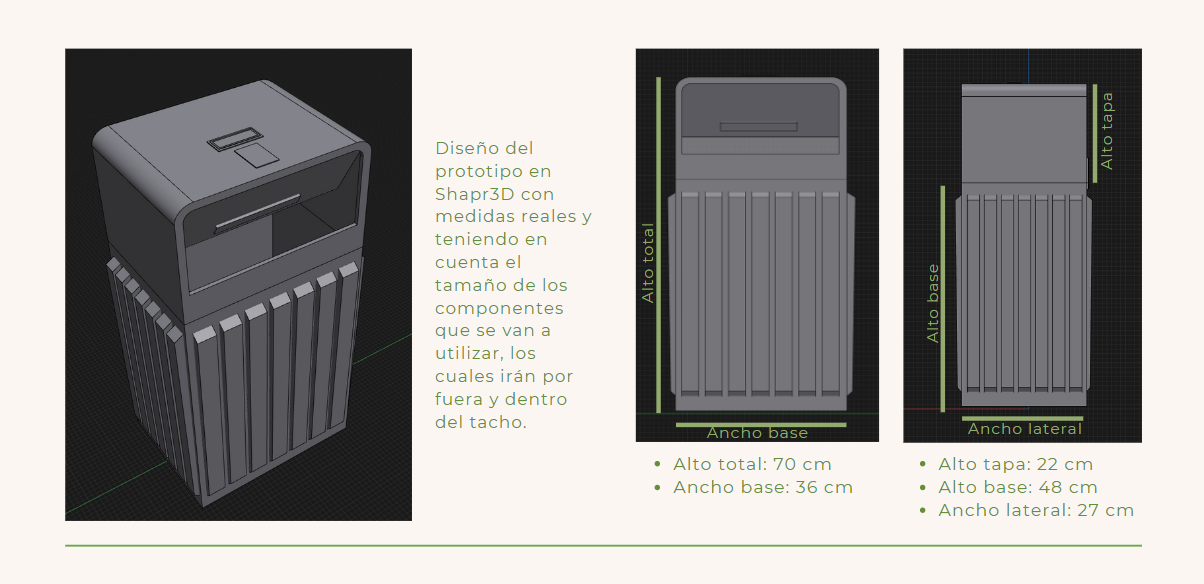 Diseño del
prototipo en
Shapr3D con
medidas reales y
teniendo en
cuenta el
tamaño de los
componentes
que se van a
utilizar, los
cuales irán por
fuera y dentro
del tacho.
Alto total
Ancho base
• Alto total: 70 cm
• Ancho base: 36 cm
Alto tapa
Alto base
Ancho lateral
• Alto tapa: 22 cm
• Alto base: 48 cm
• Ancho lateral: 27 cm